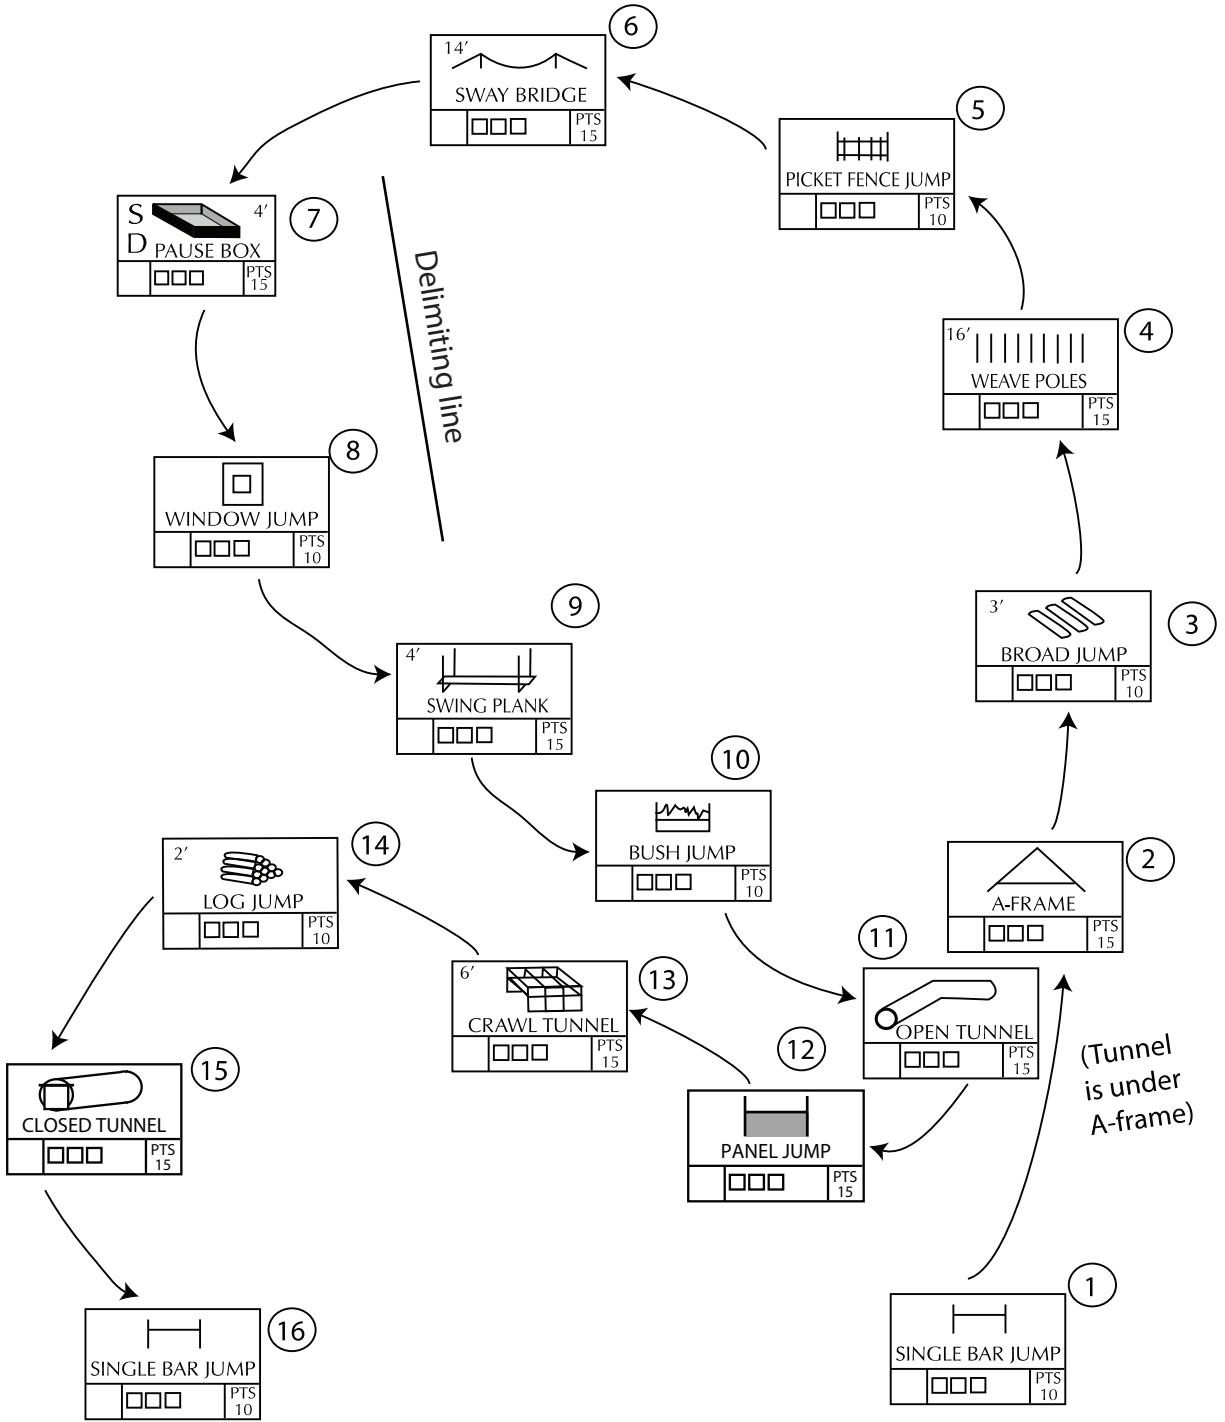 6
14′
SWAY BRIDGE
PTS
15
5
PICKET FENCE JUMP
PTS
10
S
D
4′
PAUSE BOX
PTS
15
7
Delimiting line
4
16′
WEAVE POLES
PTS
15
8
WINDOW JUMP
PTS
10
9
4′
SWING PLANK
PTS
15
3
3′
BROAD JUMP
PTS
10
10
BUSH JUMP
PTS
10
14
2′
LOG JUMP
PTS
10
2
A-FRAME
PTS
15
11
OPEN TUNNEL
PTS
15
13
6′
CRAWL TUNNEL
PTS
15
12
PANEL JUMP
PTS
15
(Tunnel
is under
A-frame)
15
CLOSED TUNNEL
PTS
15
16
SINGLE BAR JUMP
PTS
10
1
SINGLE BAR JUMP
PTS
10